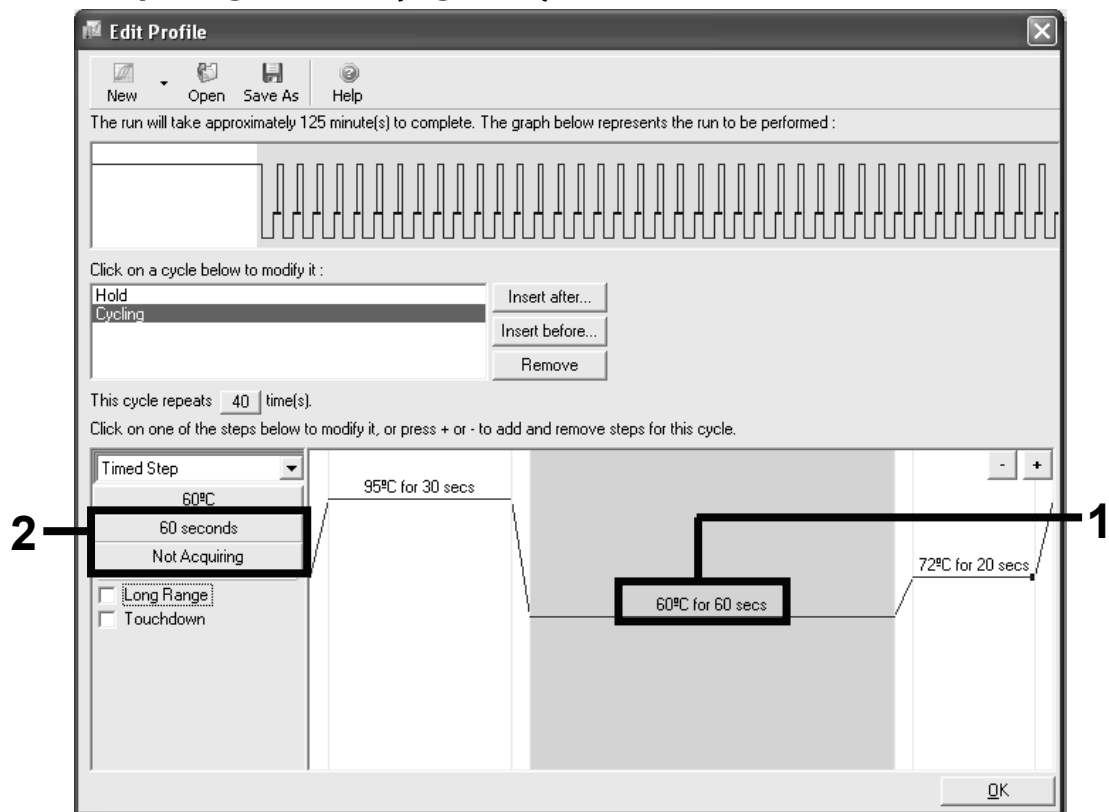 Edit Profile
New Open Save As Help
The run will take approximately 125 minute(s) to complete. The graph below represents the run to be performed :
Click on a cycle below to modify it :
Hold
Cycling
Insert after...
Insert before...
Remove
This cycle repeats 40 time(s).
Click on one of the steps below to modify it, or press + or - to add and remove steps for this cycle.
Timed Step
60ºC
60 seconds
Not Acquiring
Long Range
Touchdown
95ºC for 30 secs
60ºC for 60 secs
72ºC for 20 secs
- +
OK
2
1